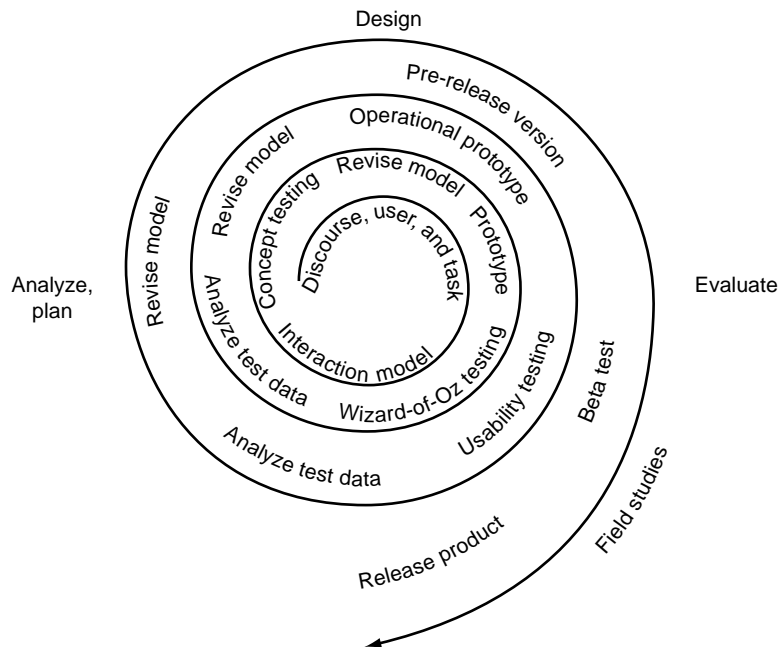 Design
Pre-release version
Operational prototype
Revise model
Revise model
Concept testing
Prototype
Discourse, user, and task
Revise model
Analyze,
plan
Evaluate
Analyze test data
Interaction model
Wizard-of-Oz testing
Usability testing
Beta test
Analyze test data
Field studies
Release product